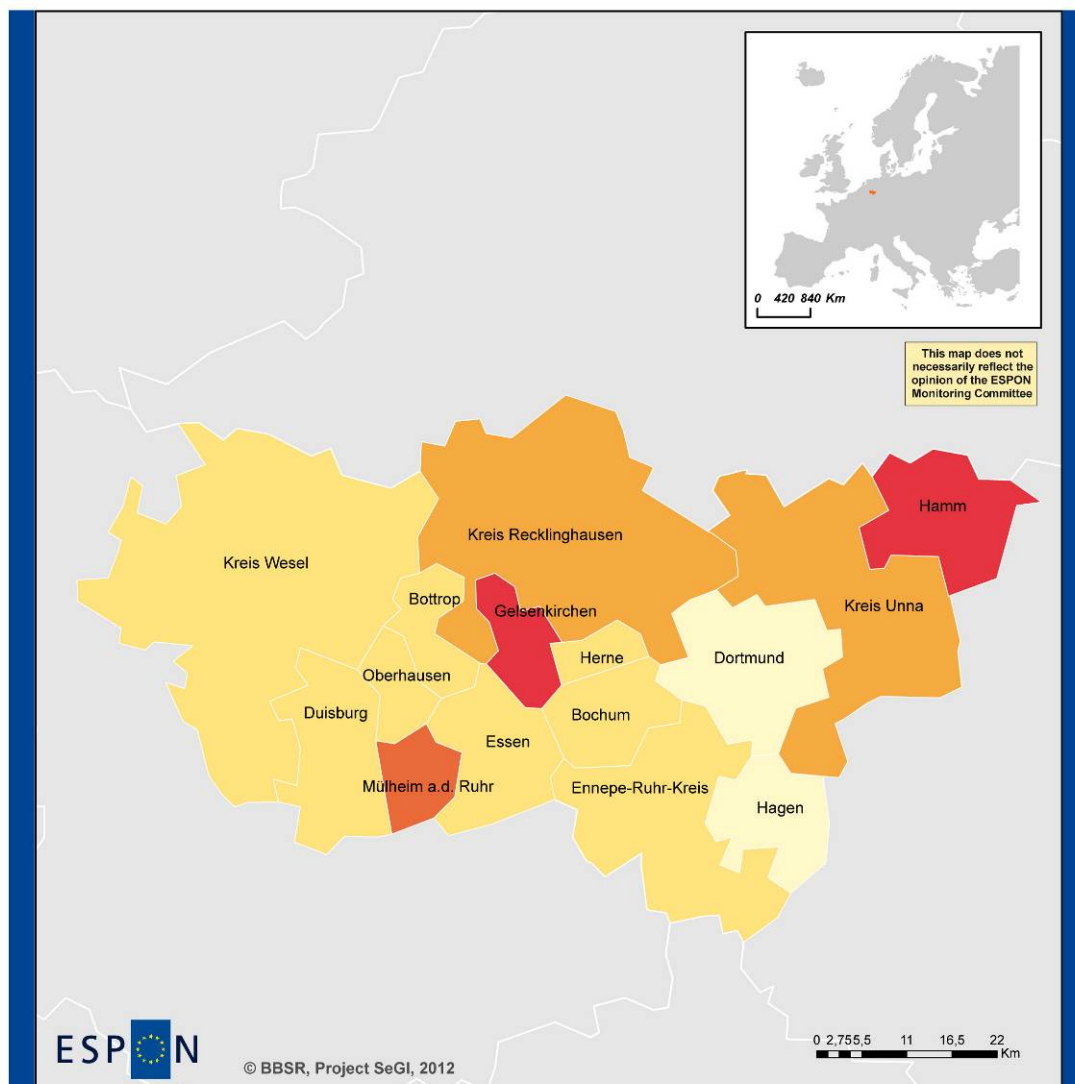 0 420 840 Km
This map does not
necessarily reflect the
opinion of the ESPON
Monitoring Committee
Hamm
Kreis Recklinghausen
Kreis Wesel
Bottrop
Gelsenkirchen
Kreis Unna
Herne
Dortmund
Oberhausen
Duisburg
Bochum
Essen
Mülheim a.d. Ruhr
Ennepe-Ruhr-Kreis
Hagen
ESPON
© BBSR, Project SeGI, 2012
0 2,755,5 11 16,5 22
Km